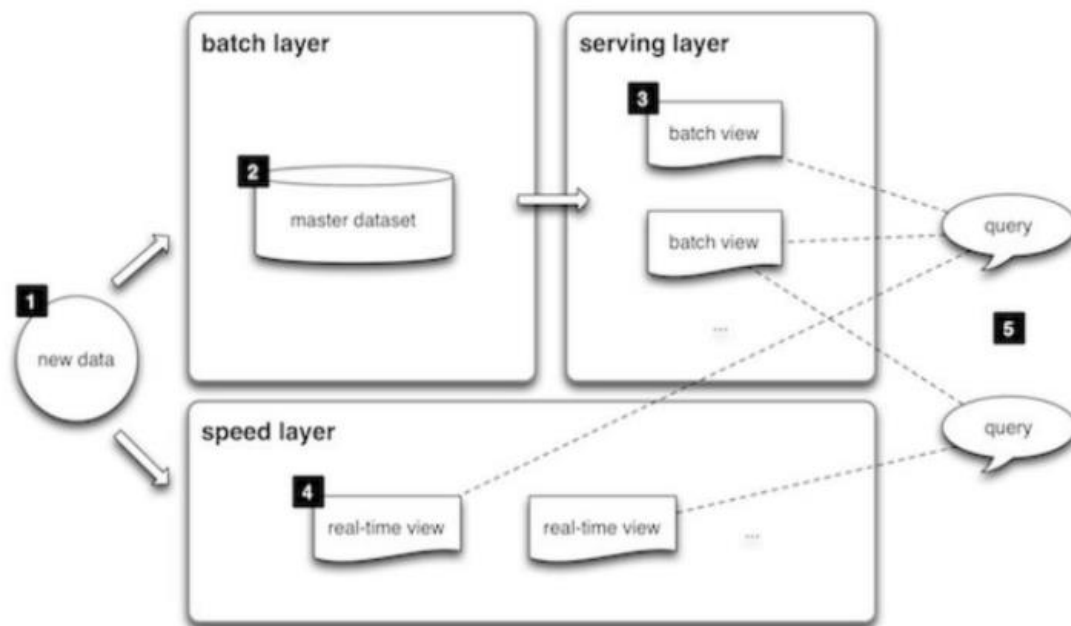 batch layer
serving layer
3
batch view
2
master dataset
batch view
query
1
new data
...
5
speed layer
query
4
real-time view
real-time view
...